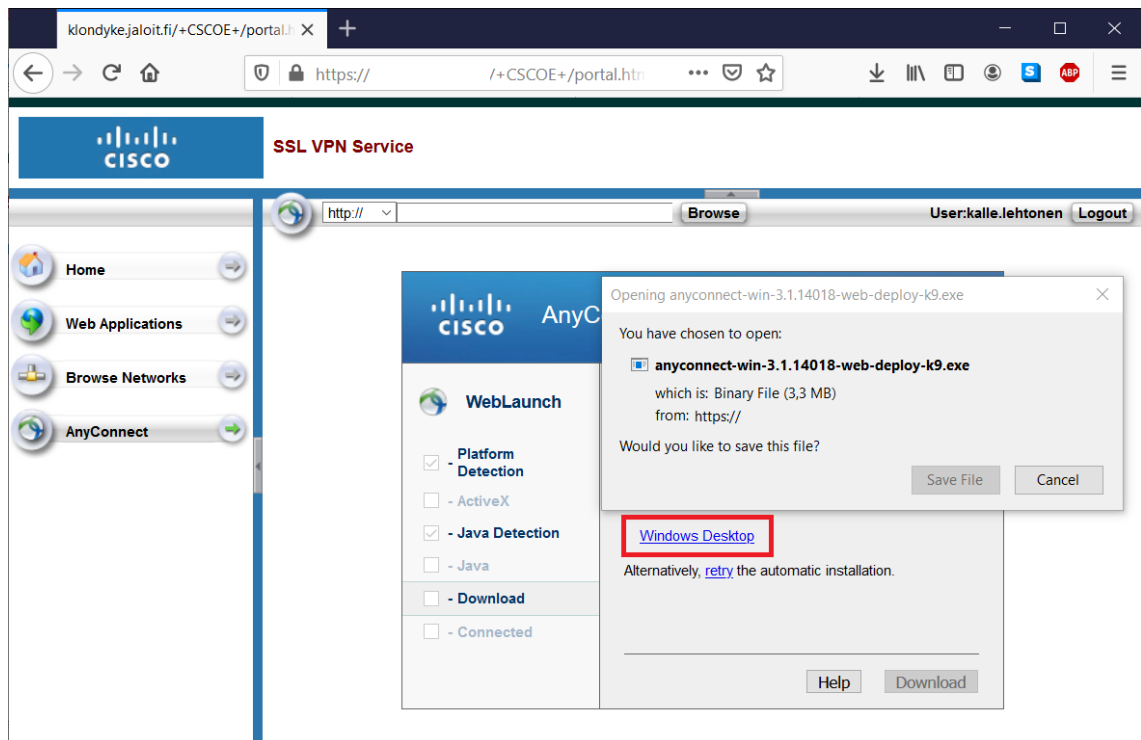 klondyke.jaloit.fi/+CSCOE+/portal.h
https:// /+CSCOE+/portal.htm
ABP
CISCO
SSL VPN Service
http://
Browse
User:kalle.lehtonen
Logout
Home
Web Applications
Browse Networks
AnyConnect
CISCO
AnyC
WebLaunch
- Platform
Detection
- ActiveX
- Java Detection
- Java
- Download
- Connected
Opening anyconnect-win-3.1.14018-web-deploy-k9.exe
You have chosen to open:
anyconnect-win-3.1.14018-web-deploy-k9.exe
which is: Binary File (3,3 MB)
from: https://
Would you like to save this file?
Save File
Cancel
Windows Desktop
Alternatively, retry the automatic installation.
Help
Download